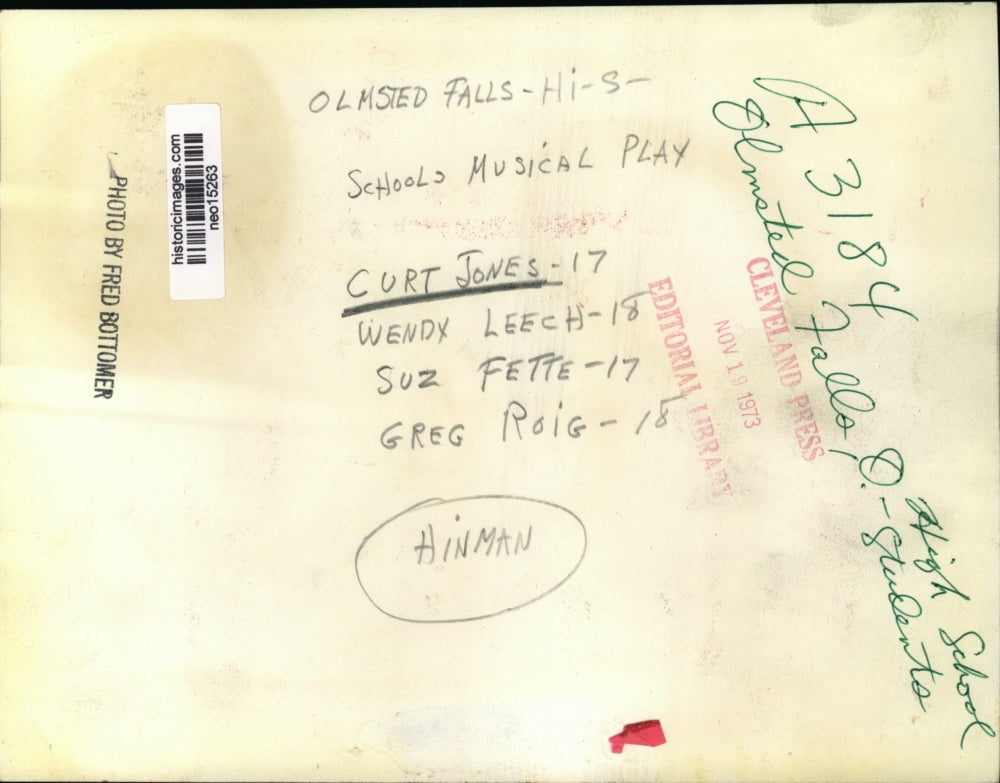 OLMSTED FALLS - Hi-S-
SCHOOLS MUSICAL PLAY
CURT JONES - 17
WENDY LEECH - 18
SUZ FETTE - 17
GREG ROIG - 18
HINMAN
A 3184
Olmsted Falls, O. - Students
High School
CLEVELAND PRESS
NOV 19 1973
EDITORIAL LIBRARY
historicimages.com
neo15263
PHOTO BY FRED BOTTOMER